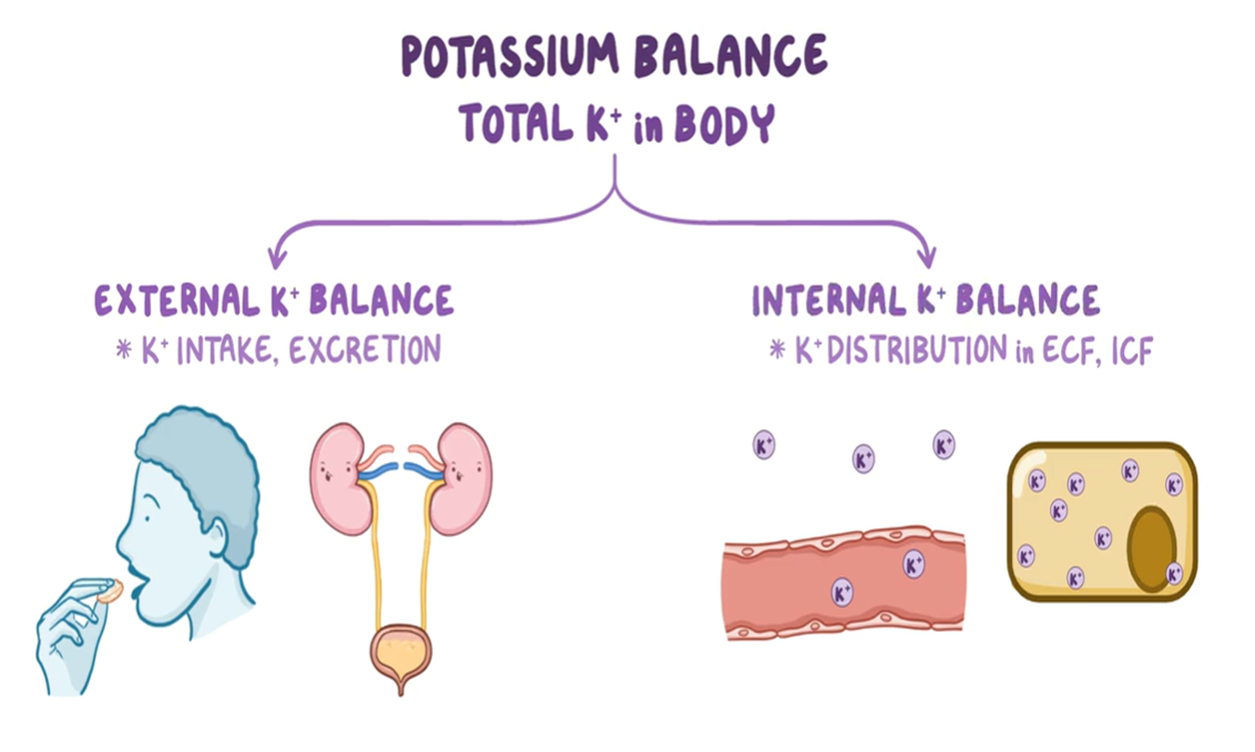 POTASSIUM BALANCE
TOTAL K⁺ in BODY
EXTERNAL K⁺ BALANCE
* K⁺ INTAKE, EXCRETION
INTERNAL K⁺ BALANCE
* K⁺ DISTRIBUTION in ECF, ICF
K⁺
K⁺
K⁺
K⁺
K⁺
K⁺
K⁺
K⁺
K⁺
K⁺
K⁺
K⁺
K⁺
K⁺